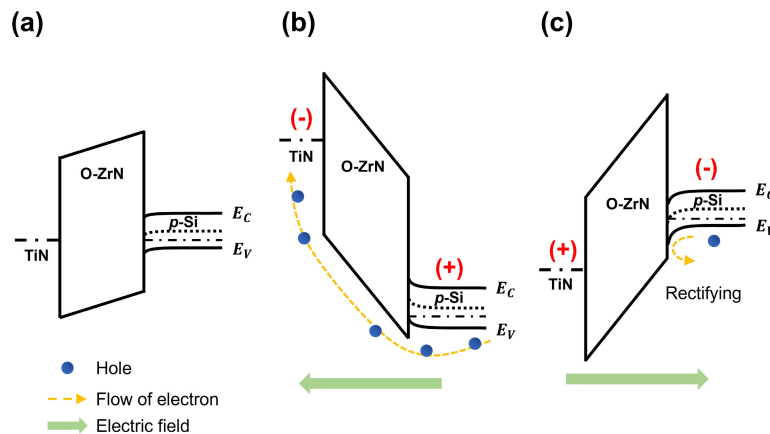 (a)
O-ZrN
TiN
p-Si
E_C
E_V
Hole
Flow of electron
Electric field
(b)
(-)
TiN
O-ZrN
(+)
p-Si
E_C
E_V
(c)
O-ZrN
(-)
p-Si
(+)
TiN
Rectifying